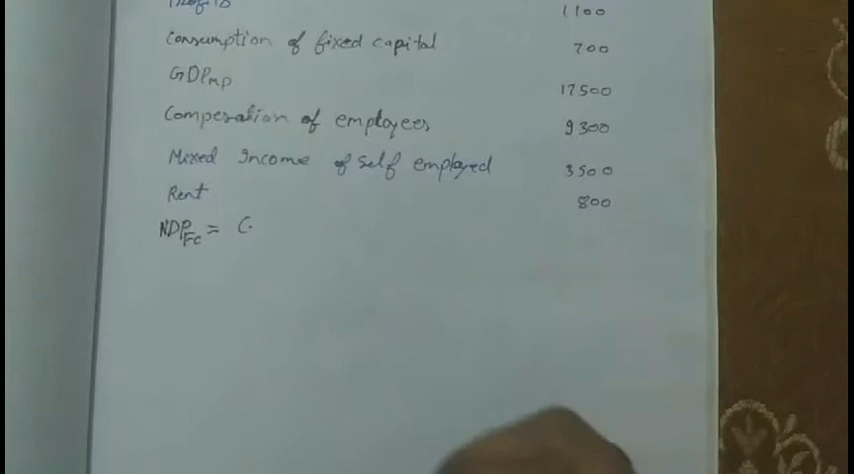 1100
Consumption of fixed capital 700
GDPMP 17500
Compensation of employees 9300
Mixed Income of self employed 3500
Rent 800
NDPFC = C.